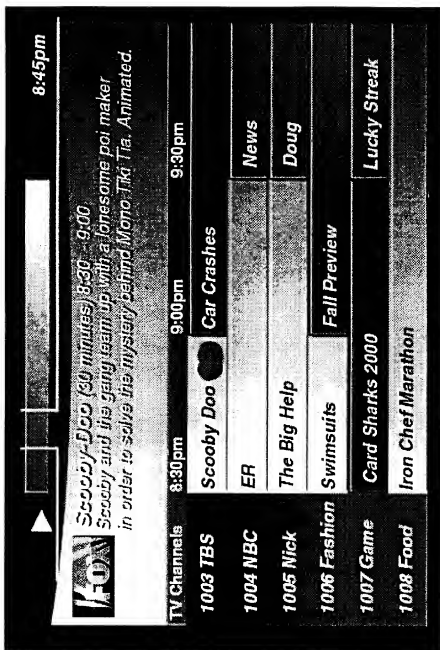 8:45pm
FOX
Scooby-Doo (30 minutes) 8:30 - 9:00
Scooby and the gang team up with a lonesome poi maker
in order to solve the mystery behind Momo Tiki Tia. Animated.
TV Channels 8:30pm 9:00pm 9:30pm
1003 TBS Scooby Doo Car Crashes
1004 NBC ER News
1005 Nick The Big Help Doug
1006 Fashion Swimsuits Fall Preview
1007 Game Card Sharks 2000 Lucky Streak
1008 Food Iron Chef Marathon